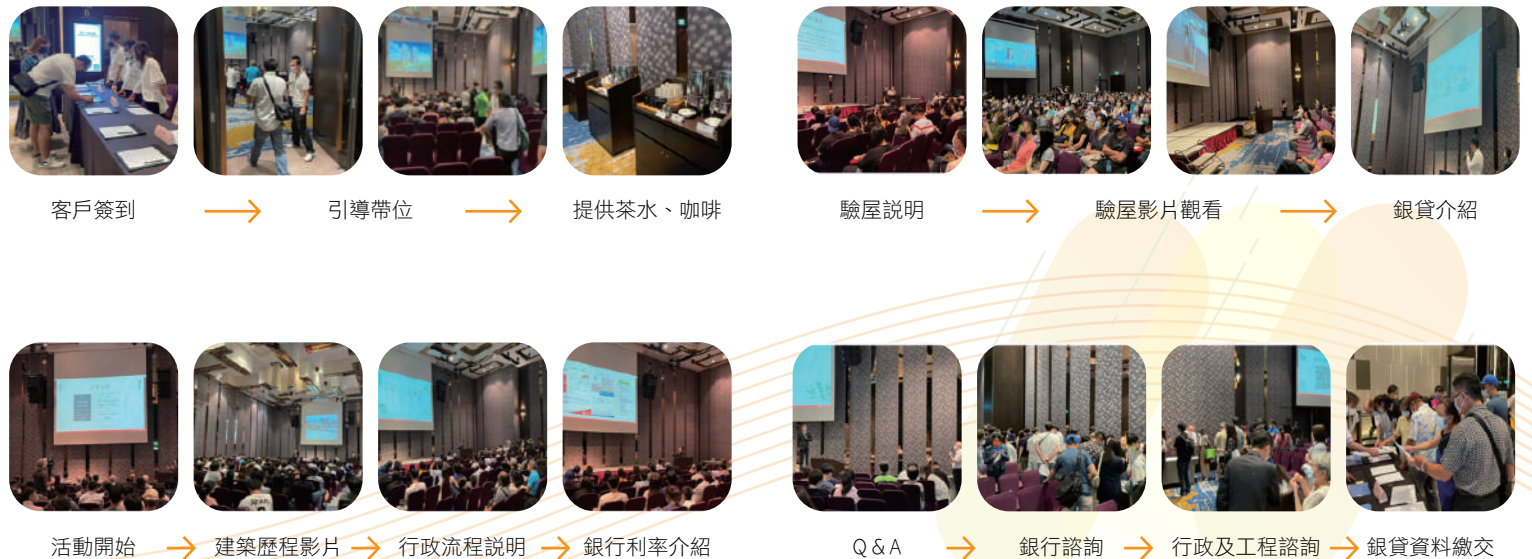 客戶簽到 → 引導帶位 → 提供茶水、咖啡
驗屋説明 → 驗屋影片觀看 → 銀貸介紹
活動開始 → 建築歷程影片 → 行政流程説明 → 銀行利率介紹
Q & A → 銀行諮詢 → 行政及工程諮詢 → 銀貸資料繳交